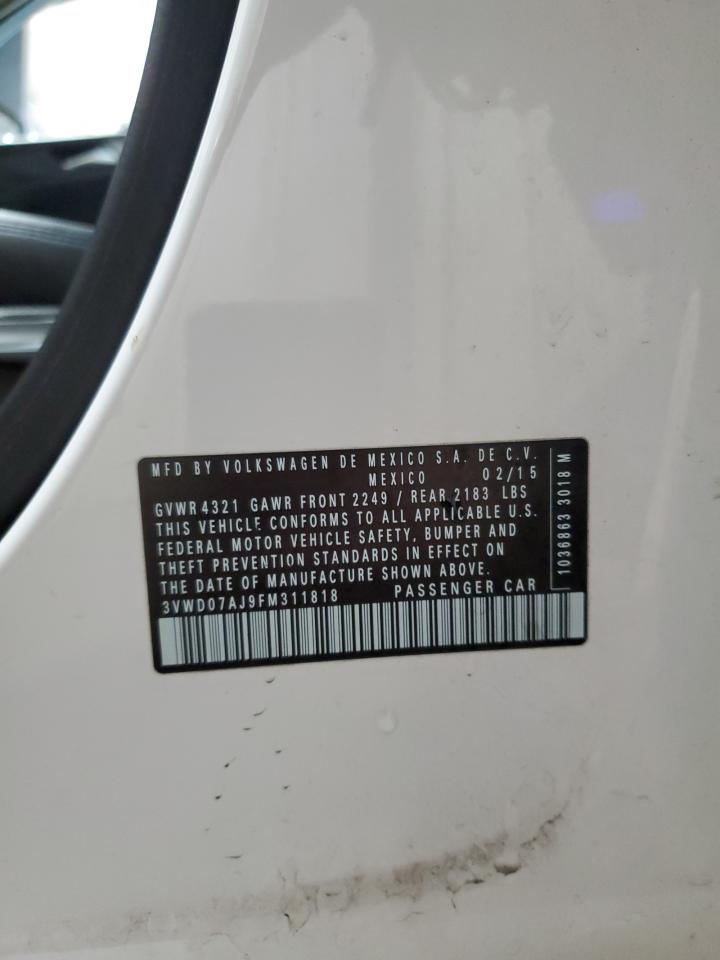 MFD BY VOLKSWAGEN DE MEXICO S.A. DE C.V.
MEXICO 02/15
GVWR 4321 GAWR FRONT 2249 / REAR 2183 LBS
THIS VEHICLE CONFORMS TO ALL APPLICABLE U.S.
FEDERAL MOTOR VEHICLE SAFETY, BUMPER AND
THEFT PREVENTION STANDARDS IN EFFECT ON
THE DATE OF MANUFACTURE SHOWN ABOVE.
3VWD07AJ9FM311818 PASSENGER CAR
1036863 3018 M